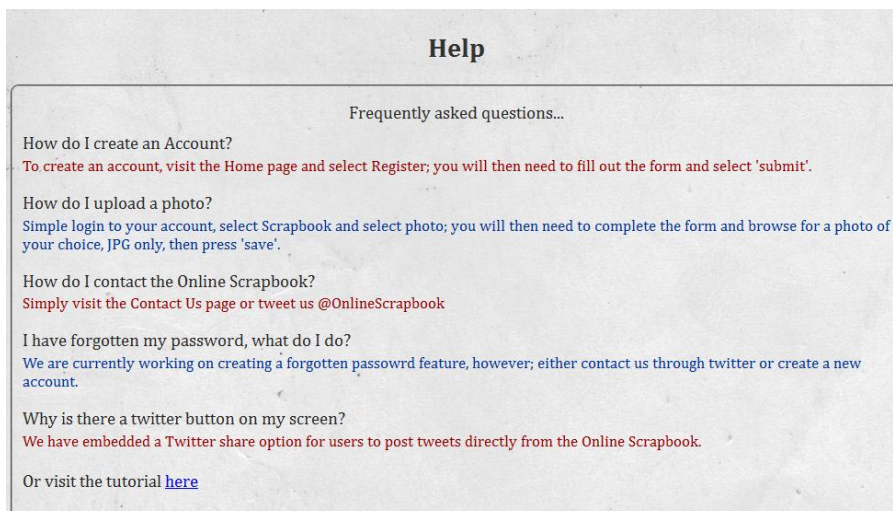 Help
Frequently asked questions...
How do I create an Account?
To create an account, visit the Home page and select Register; you will then need to fill out the form and select 'submit'.
How do I upload a photo?
Simple login to your account, select Scrapbook and select photo; you will then need to complete the form and browse for a photo of
your choice, JPG only, then press 'save'.
How do I contact the Online Scrapbook?
Simply visit the Contact Us page or tweet us @OnlineScrapbook
I have forgotten my password, what do I do?
We are currently working on creating a forgotten passowrd feature, however; either contact us through twitter or create a new
account.
Why is there a twitter button on my screen?
We have embedded a Twitter share option for users to post tweets directly from the Online Scrapbook.
Or visit the tutorial here